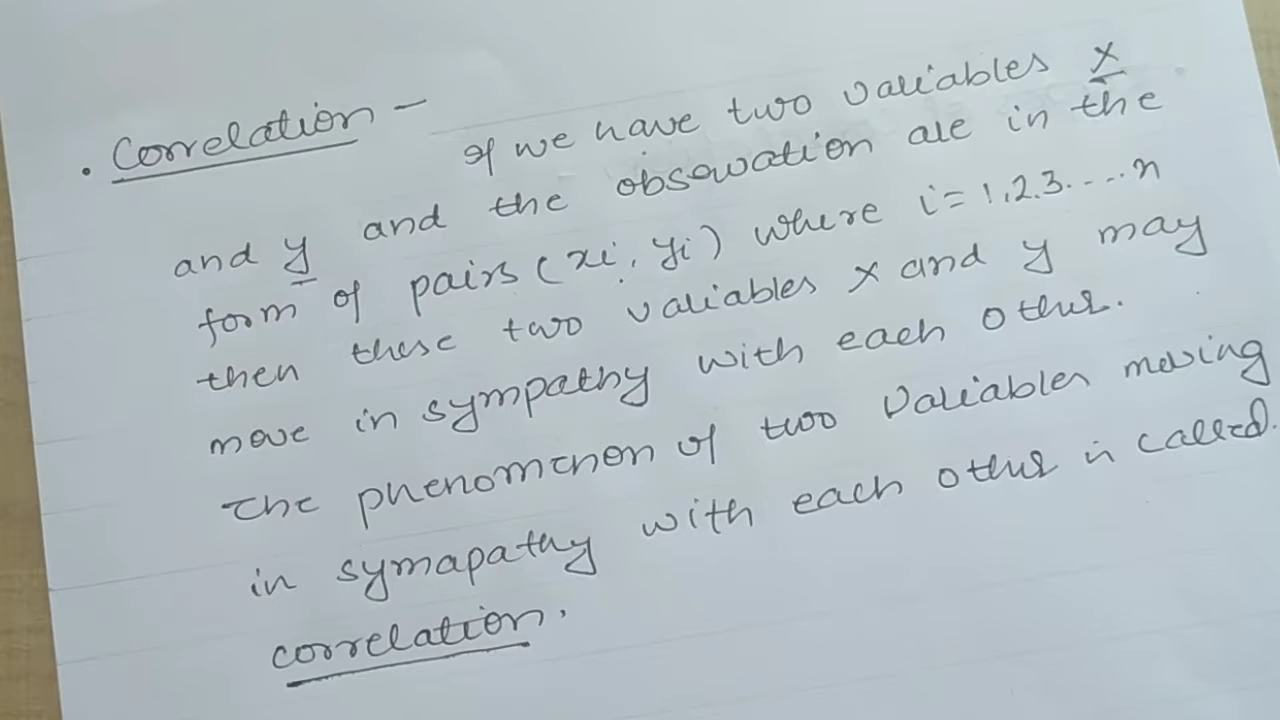 . Correlation -
If we have two variables x
and y and the observation are in the
form of pairs (xi, yi) where i = 1,2,3....n
then these two variables x and y may
move in sympathy with each other.
The phenomenon of two variables moving
in symapathy with each other is called.
correlation.